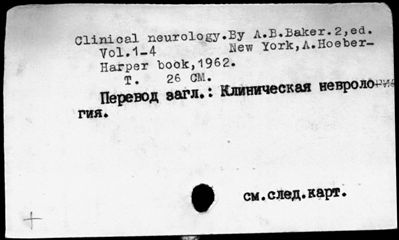 Clinical neurology.By A.B.Baker.2,ed.
Vol.1-4 New York,A.Hoeber-
Harper book,1962.
т. 26 см.
Перевод загл.: Клиническая невроло-
гия.
см.след.карт.